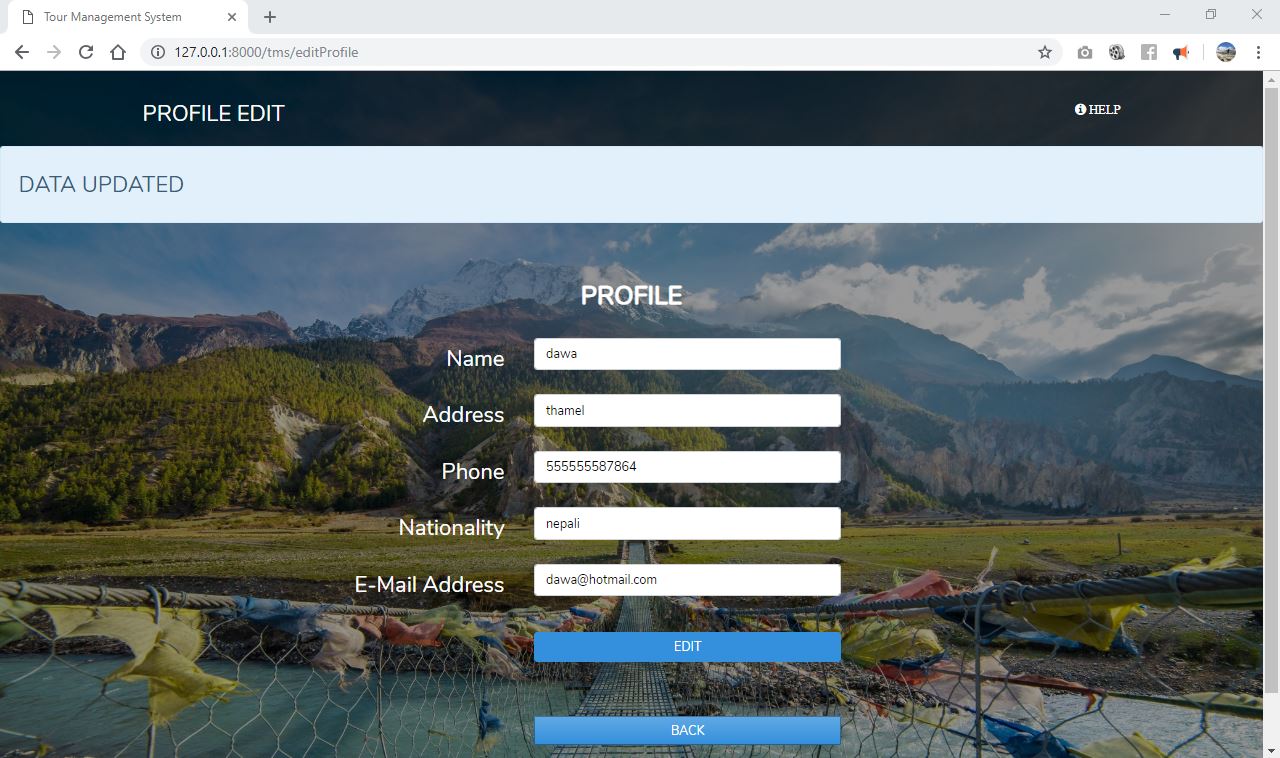 Tour Management System
127.0.0.1:8000/tms/editProfile
PROFILE EDIT
HELP
DATA UPDATED
PROFILE
Name dawa
Address thamel
Phone 555555587864
Nationality nepali
E-Mail Address dawa@hotmail.com
EDIT
BACK